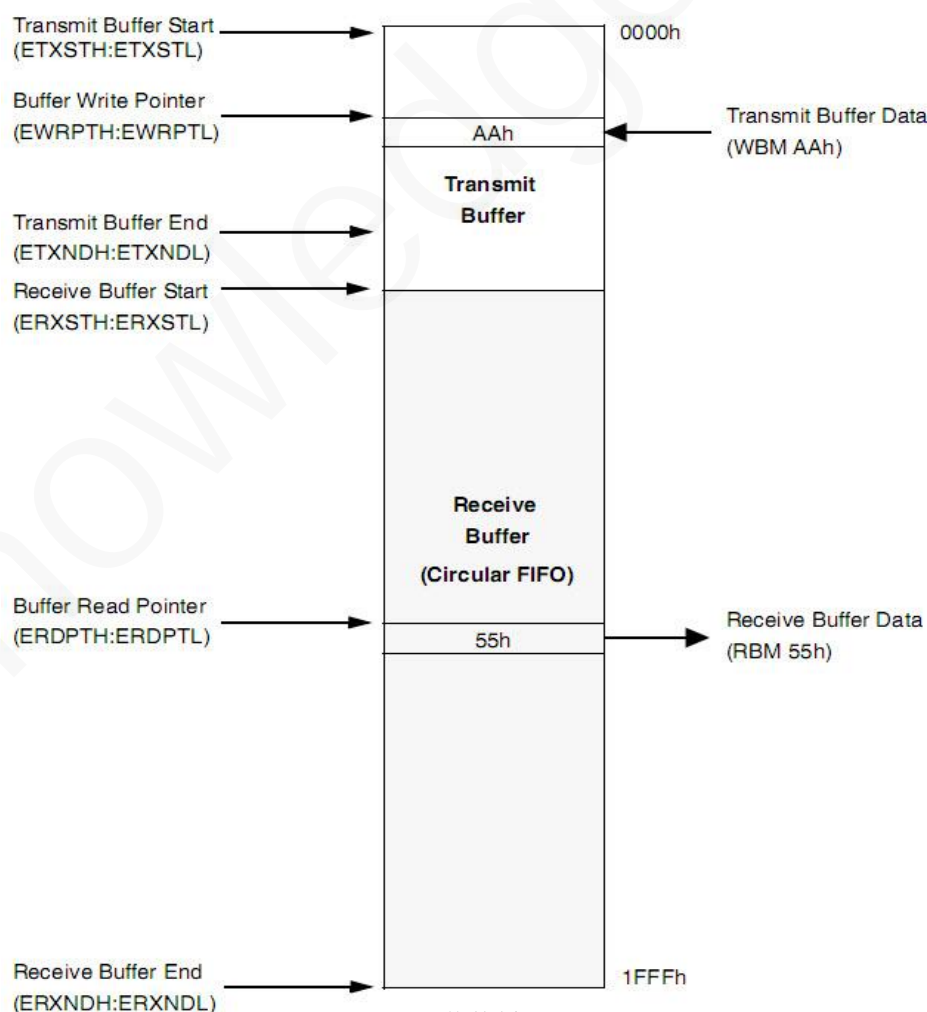 Transmit Buffer Start
(ETXSTH:ETXSTL)
0000h
Buffer Write Pointer
(EWRPTH:EWRPTL)
AAh
Transmit Buffer Data
(WBM AAh)
Transmit
Buffer
Transmit Buffer End
(ETXNDH:ETXNDL)
Receive Buffer Start
(ERXSTH:ERXSTL)
Receive
Buffer
(Circular FIFO)
Buffer Read Pointer
(ERDPTH:ERDPTL)
55h
Receive Buffer Data
(RBM 55h)
Receive Buffer End
(ERXNDH:ERXNDL)
1FFFh